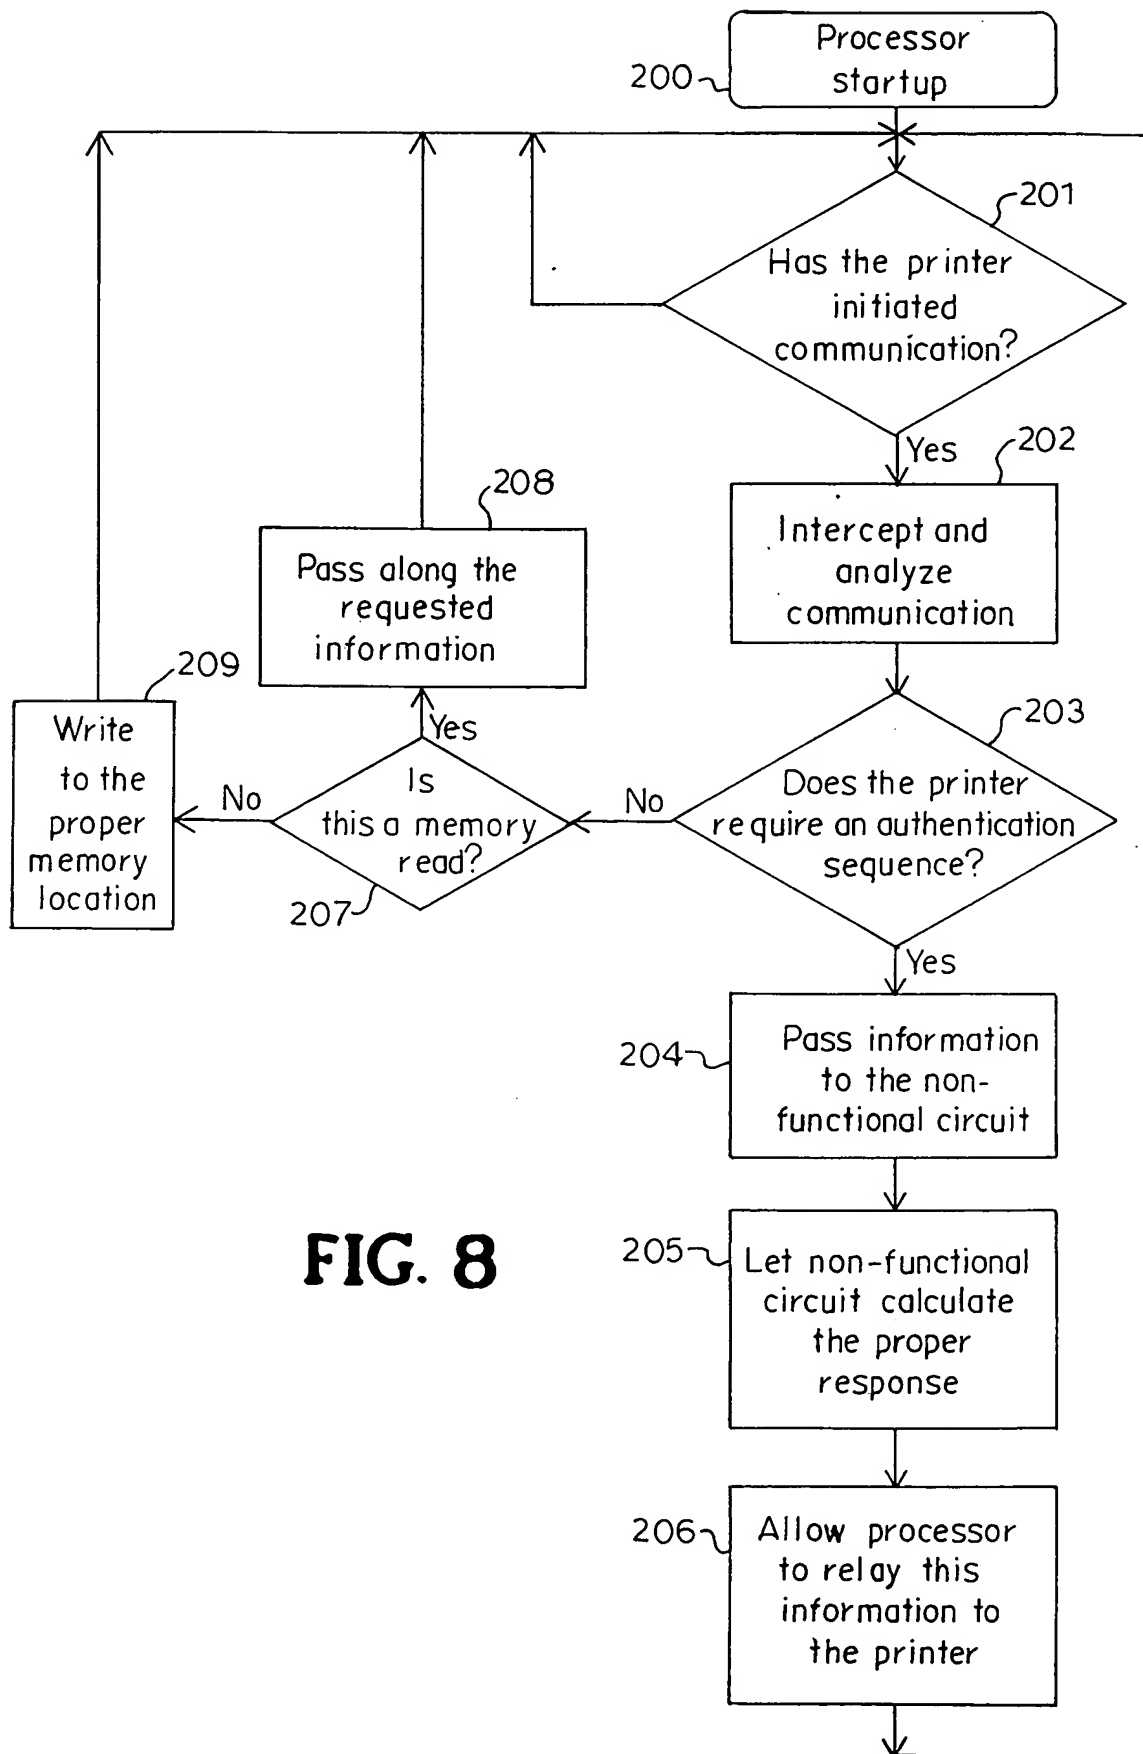 Processor
startup
200
201
Has the printer
initiated
communication?
Yes
202
Intercept and
analyze
communication
208
Pass along the
requested
information
209
Write
to the
proper
memory
location
203
Does the printer
require an authentication
sequence?
No
Yes
Is
this a memory
read?
No
207
Yes
204
Pass information
to the non-
functional circuit
205
Let non-functional
circuit calculate
the proper
response
FIG. 8
206
Allow processor
to relay this
information to
the printer